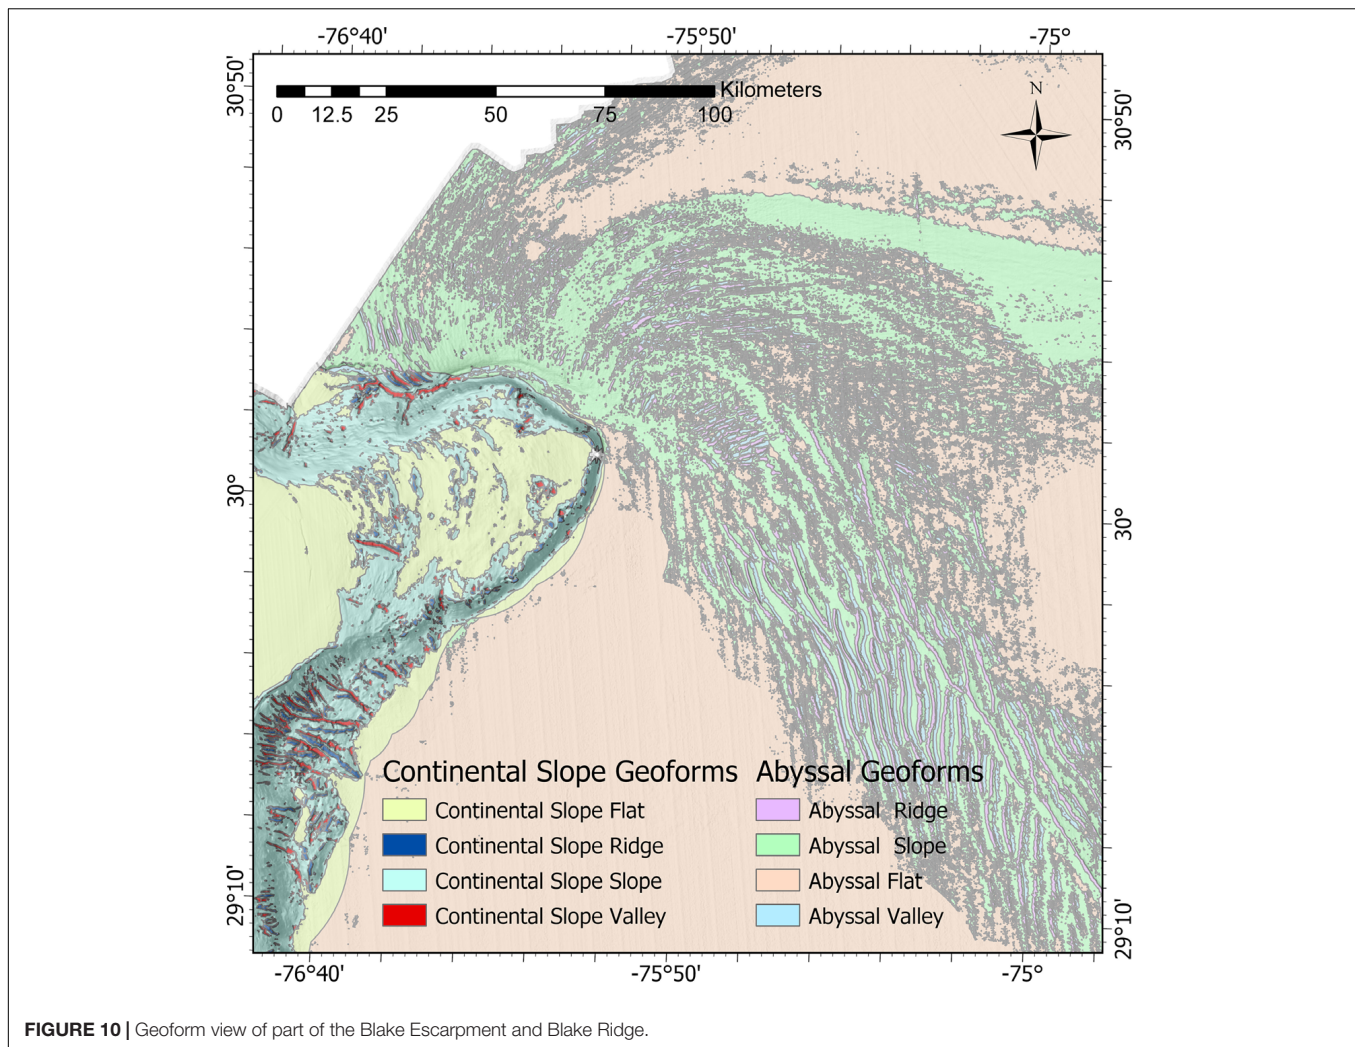 -76°40' -75°50' -75°
30°50'
30°50'
Kilometers
0 12.5 25 50 75 100
N
30°
30°
Continental Slope Geoforms
Continental Slope Flat
Continental Slope Ridge
Continental Slope Slope
Continental Slope Valley
Abyssal Geoforms
Abyssal Ridge
Abyssal Slope
Abyssal Flat
Abyssal Valley
29°10'
29°10'
-76°40' -75°50' -75°
FIGURE 10 | Geoform view of part of the Blake Escarpment and Blake Ridge.